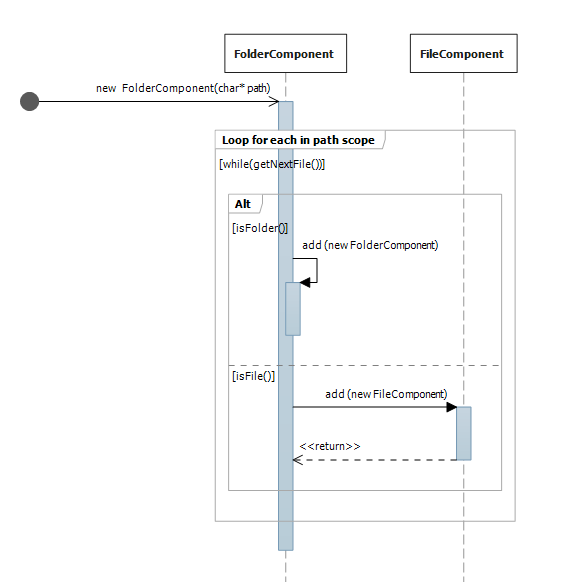 FolderComponent
FileComponent
new  FolderComponent(char* path)
Loop for each in path scope
[while(getNextFile())]
Alt
[isFolder()]
add (new FolderComponent)
[isFile()]
add (new FileComponent)
<<return>>